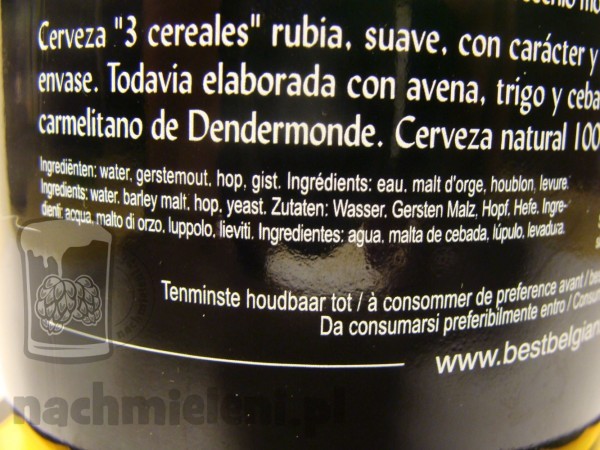 Cerveza "3 cereales" rubia, suave, con carácter y
envase. Todavia elaborada con avena, trigo y ceba
carmelitano de Dendermonde. Cerveza natural 100
Ingrediënten: water, gerstemout, hop, gist. Ingrédients: eau, malt d'orge, houblon, levure.
Ingredients: water, barley malt, hop, yeast. Zutaten: Wasser, Gersten Malz, Hopf, Hefe. Ingre-
dienti: acqua, malto di orzo, luppolo, lieviti. Ingredientes: agua, malta de cebada, lúpulo, levadura.
Tenminste houdbaar tot / à consommer de preference avant / bes
Da consumarsi preferibilmente entro / Consum
www.bestbelgian
nachmieleni.pl